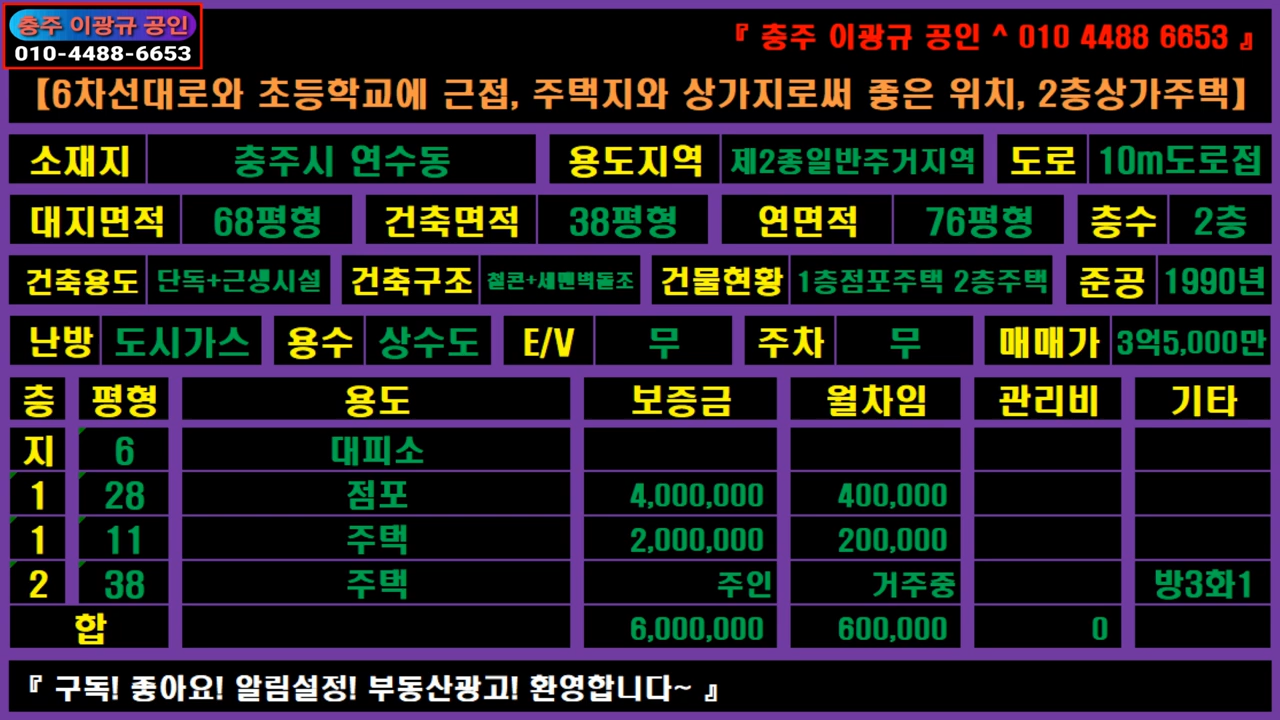 충주 이광규 공인
010-4488-6653
『 충주 이광규 공인 ^ 010 4488 6653 』
【6차선대로와 초등학교에 근접, 주택지와 상가지로써 좋은 위치, 2층상가주택】
소재지 충주시 연수동 용도지역 제2종일반주거지역 도로 10m도로접
대지면적 68평형 건축면적 38평형 연면적 76평형 층수 2층
건축용도 단독+근생시설 건축구조 철콘+세멘벽돌조 건물현황 1층점포주택 2층주택 준공 1990년
난방 도시가스 용수 상수도 E/V 무 주차 무 매매가 3억5,000만
층 평형 용도 보증금 월차임 관리비 기타
지 6 대피소
1 28 점포 4,000,000 400,000
1 11 주택 2,000,000 200,000
2 38 주택 주인 거주중 방3화1
합 6,000,000 600,000 0
『 구독! 좋아요! 알림설정! 부동산광고! 환영합니다~ 』